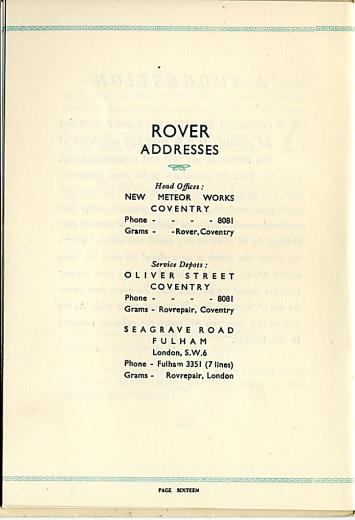 ROVER
ADDRESSES
Head Offices :
NEW METEOR WORKS
COVENTRY
Phone - - - - 8081
Grams - -Rover, Coventry
Service Depots :
OLIVER STREET
COVENTRY
Phone - - - - 8081
Grams - Rovrepair, Coventry
SEAGRAVE ROAD
FULHAM
London, S.W.6
Phone - Fulham 3351 (7 lines)
Grams - Rovrepair, London
PAGE SIXTEEN